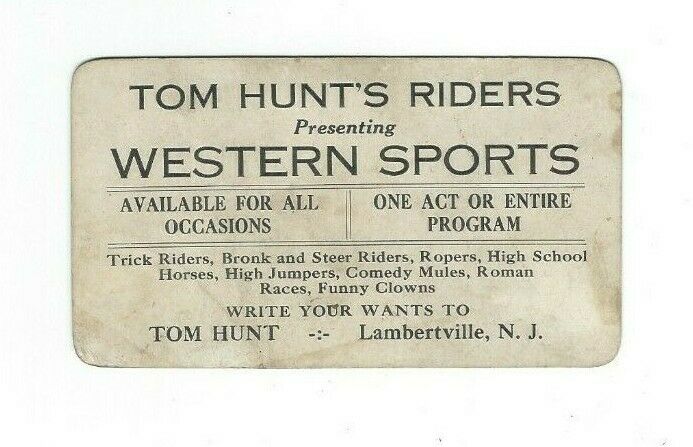 TOM HUNT'S RIDERS
Presenting
WESTERN SPORTS
AVAILABLE FOR ALL
OCCASIONS
ONE ACT OR ENTIRE
PROGRAM
Trick Riders, Bronk and Steer Riders, Ropers, High School
Horses, High Jumpers, Comedy Mules, Roman
Races, Funny Clowns
WRITE YOUR WANTS TO
TOM HUNT -:- Lambertville, N. J.